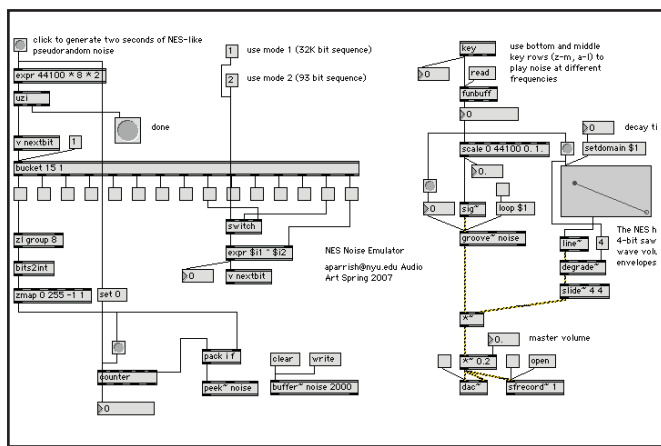 click to generate two seconds of NES-like
pseudorandom noise
expr 44100 * 8 * 2
uzi
done
v nextbit
1
bucket 15 1
1
use mode 1 (32K bit sequence)
2
use mode 2 (93 bit sequence)
switch
expr $i1 ^ $i2
0
v nextbit
zl group 8
bits2int
zmap 0 255 -1 1
set 0
NES Noise Emulator
aparrish@nyu.edu Audio
Art Spring 2007
counter
0
pack i f
peek~ noise
clear
write
buffer~ noise 2000
key
0
read
funbuff
0
use bottom and middle
key rows (z-m, a-l) to
play noise at different
frequencies
scale 0 44100 0. 1.
0.
sig~
0
loop $1
groove~ noise
0
decay ti
setdomain $1
line~
4
degrade~
slide~ 4 4
The NES h
4-bit saw
wave volu
envelopes
*~
0.
master volume
*~ 0.2
open
dac~
sfrecord~ 1